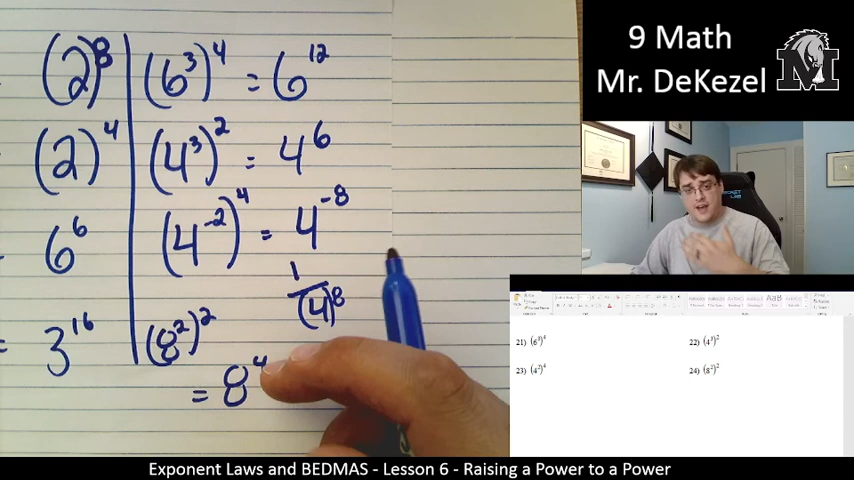 (2)⁸ (6³)⁴ = 6¹²
(2)⁴ (4³)² = 4⁶
6⁶ (4⁻²)⁴ = 4⁻⁸
1
(4)⁸
= 3¹⁶ (8²)²
= 8⁴
9 Math
Mr. DeKezel
M
21) (6³)⁴ 22) (4³)²
23) (4²)⁴ 24) (8²)²
Exponent Laws and BEDMAS - Lesson 6 - Raising a Power to a Power